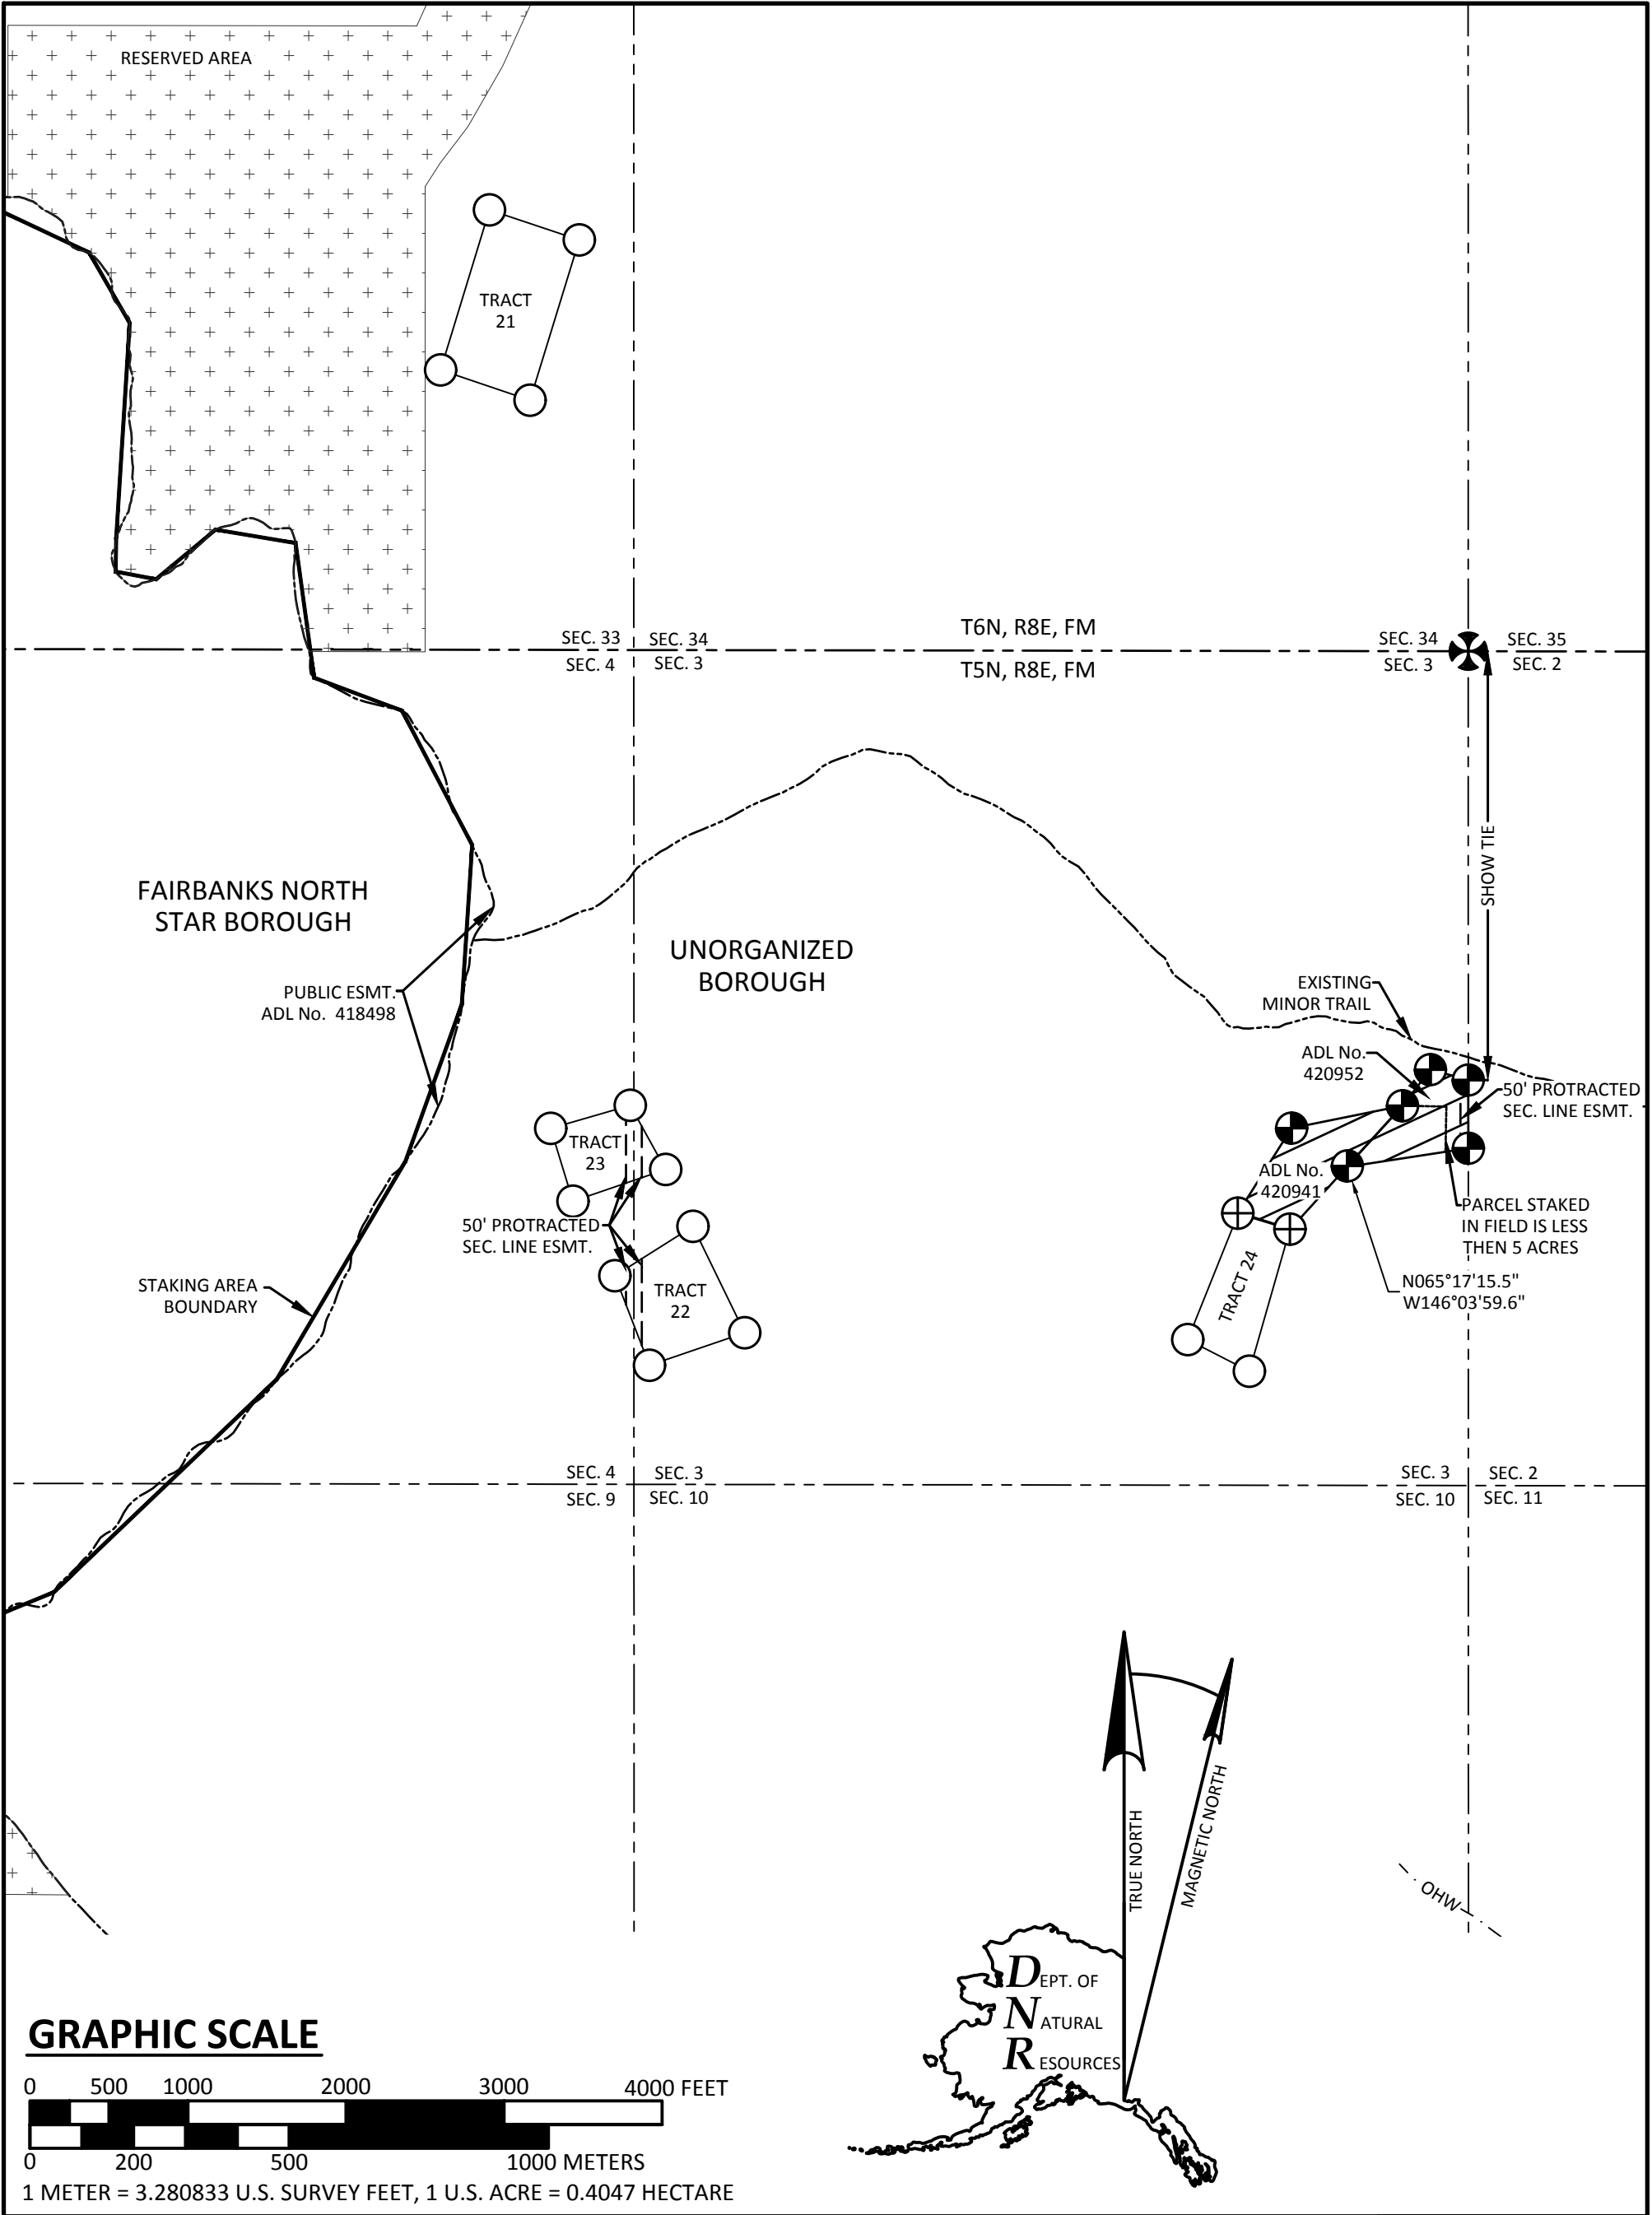 RESERVED AREA
TRACT
21
T6N, R8E, FM
SEC. 33
SEC. 34
SEC. 34
SEC. 35
SEC. 4
SEC. 3
T5N, R8E, FM
SEC. 3
SEC. 2
SHOW TIE
FAIRBANKS NORTH
STAR BOROUGH
UNORGANIZED
BOROUGH
PUBLIC ESMT.
ADL No. 418498
EXISTING
MINOR TRAIL
ADL No.
420952
50' PROTRACTED
SEC. LINE ESMT.
TRACT
23
ADL No.
420941
PARCEL STAKED
IN FIELD IS LESS
THEN 5 ACRES
50' PROTRACTED
SEC. LINE ESMT.
STAKING AREA
BOUNDARY
TRACT
22
TRACT 24
N065°17'15.5"
W146°03'59.6"
SEC. 4
SEC. 3
SEC. 3
SEC. 2
SEC. 9
SEC. 10
SEC. 10
SEC. 11
TRUE NORTH
MAGNETIC NORTH
OHW
DEPT. OF
NATURAL
RESOURCES
GRAPHIC SCALE
0 500 1000 2000 3000 4000 FEET
0 200 500 1000 METERS
1 METER = 3.280833 U.S. SURVEY FEET, 1 U.S. ACRE = 0.4047 HECTARE